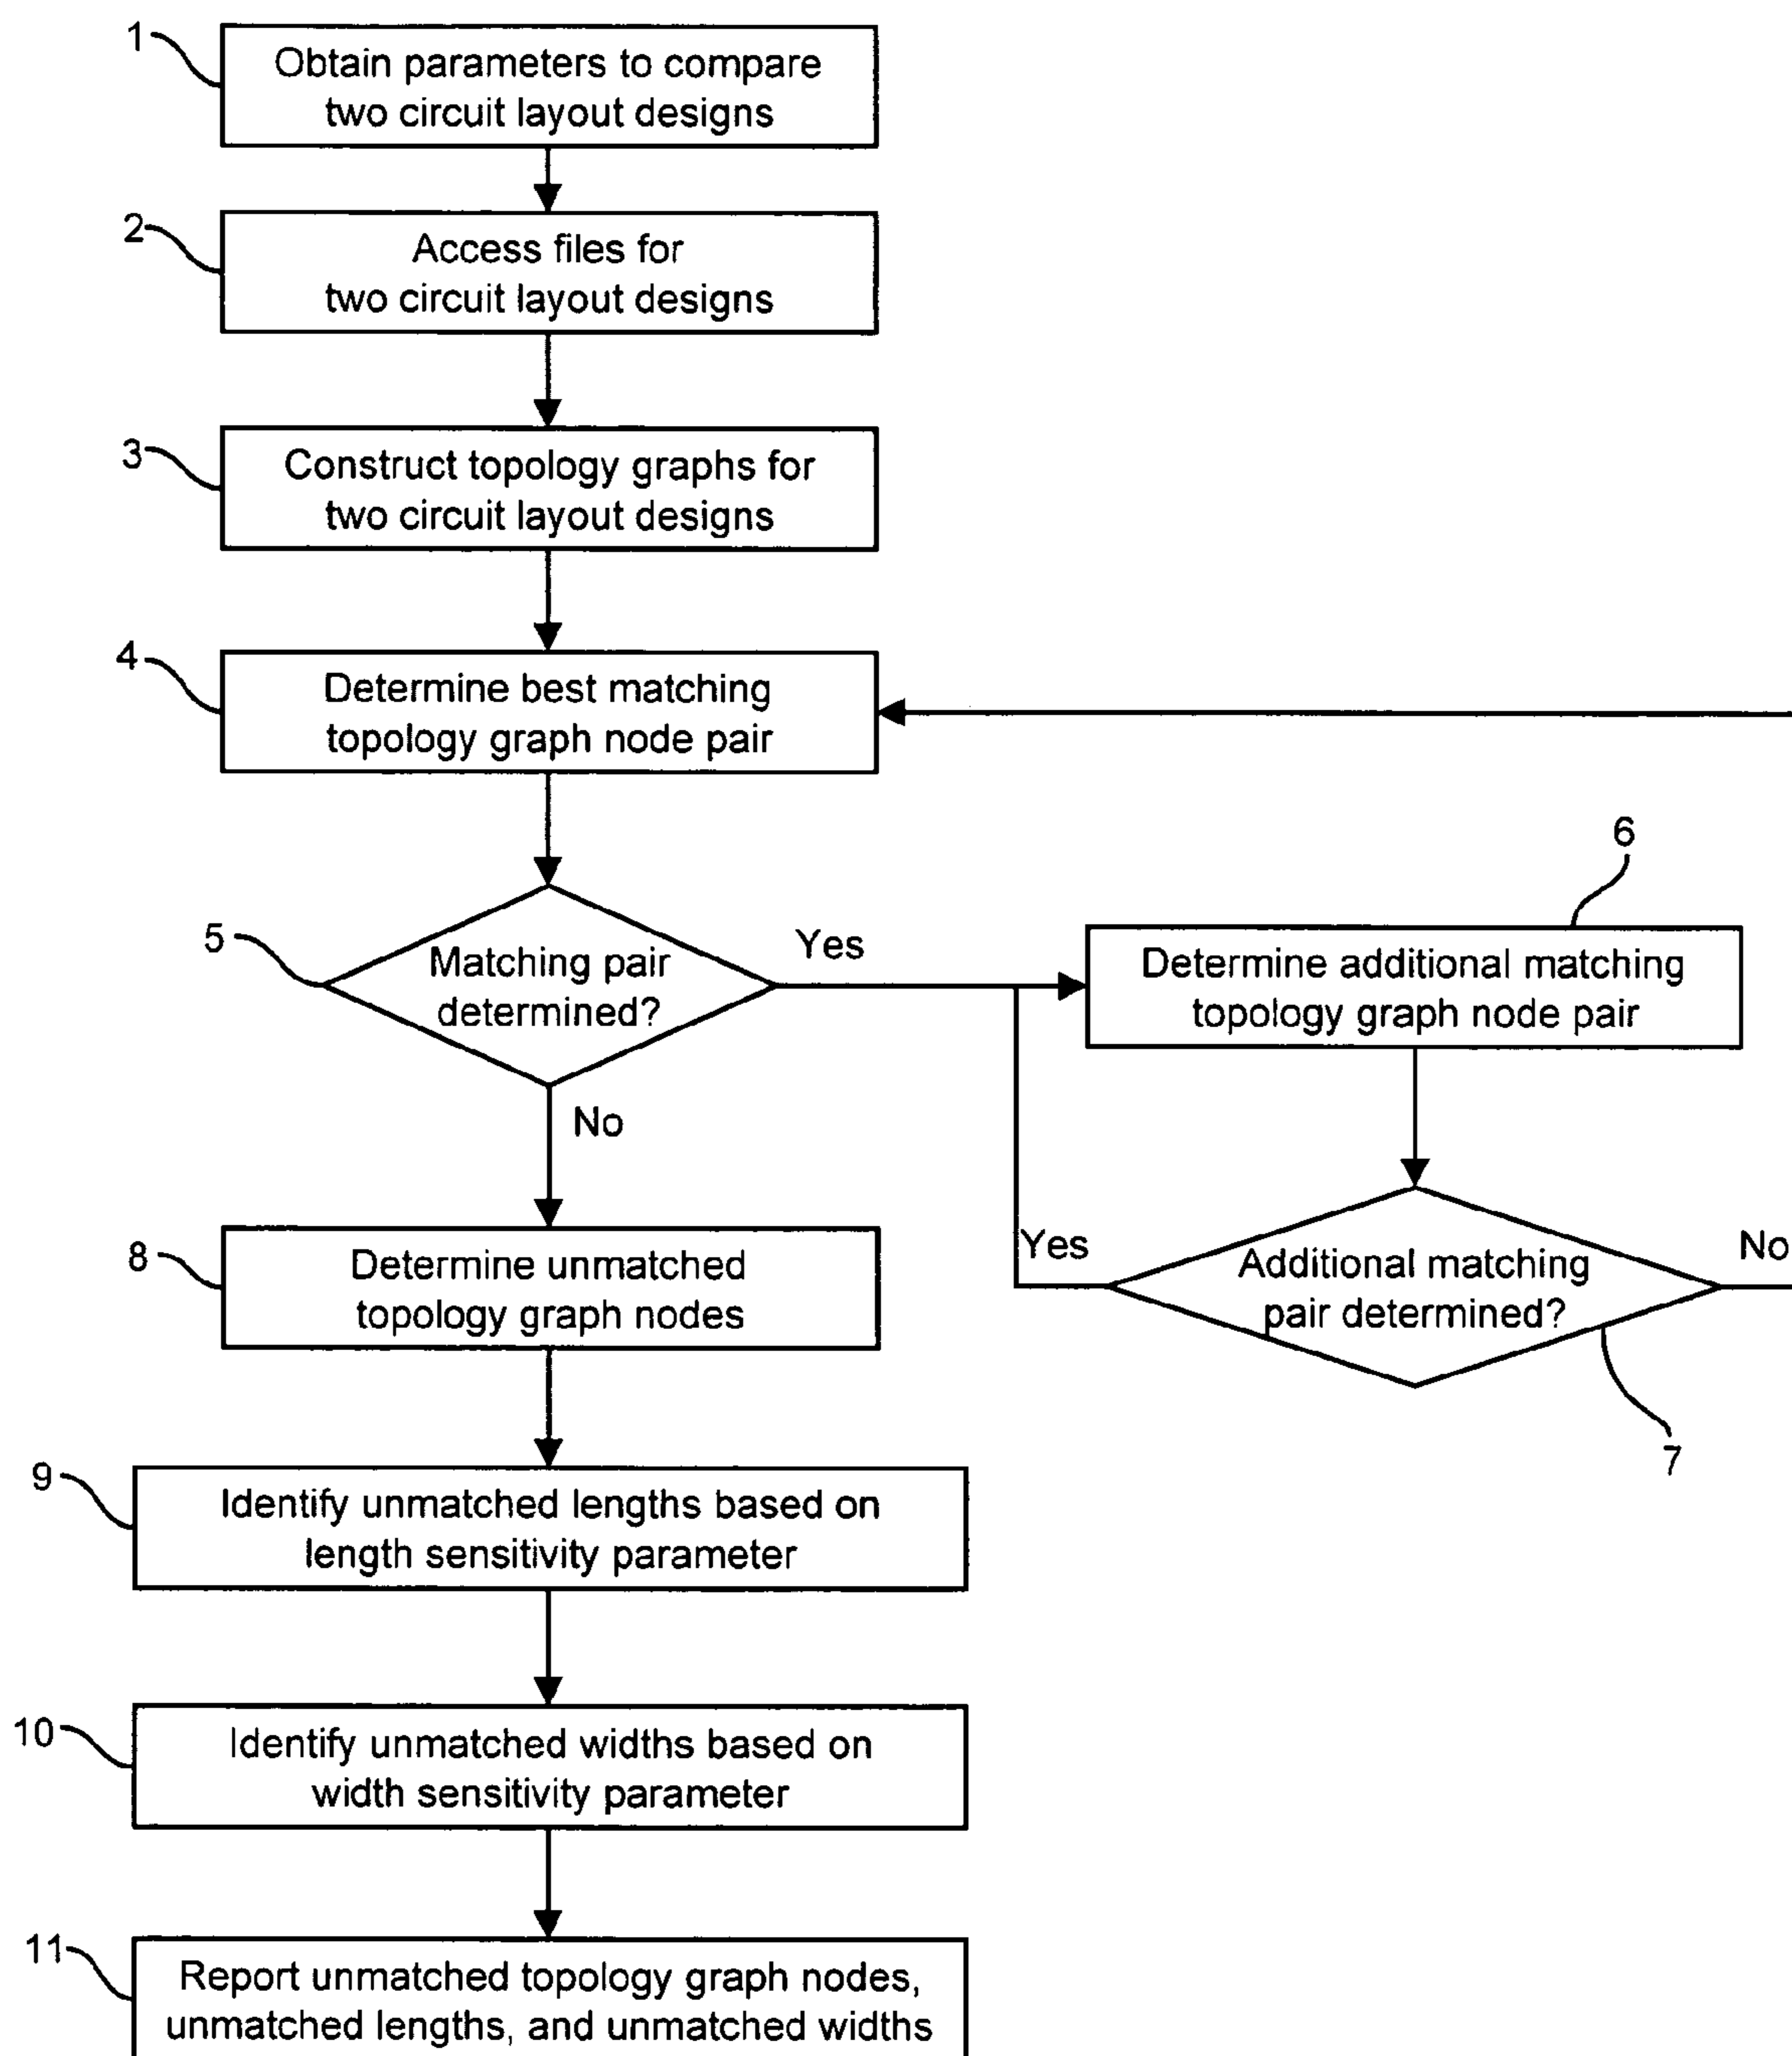 1
Obtain parameters to compare
two circuit layout designs
2
Access files for
two circuit layout designs
3
Construct topology graphs for
two circuit layout designs
4
Determine best matching
topology graph node pair
5
Matching pair
determined?
Yes
6
Determine additional matching
topology graph node pair
No
Yes
Additional matching
pair determined?
No
7
8
Determine unmatched
topology graph nodes
9
Identify unmatched lengths based on
length sensitivity parameter
10
Identify unmatched widths based on
width sensitivity parameter
11
Report unmatched topology graph nodes,
unmatched lengths, and unmatched widths